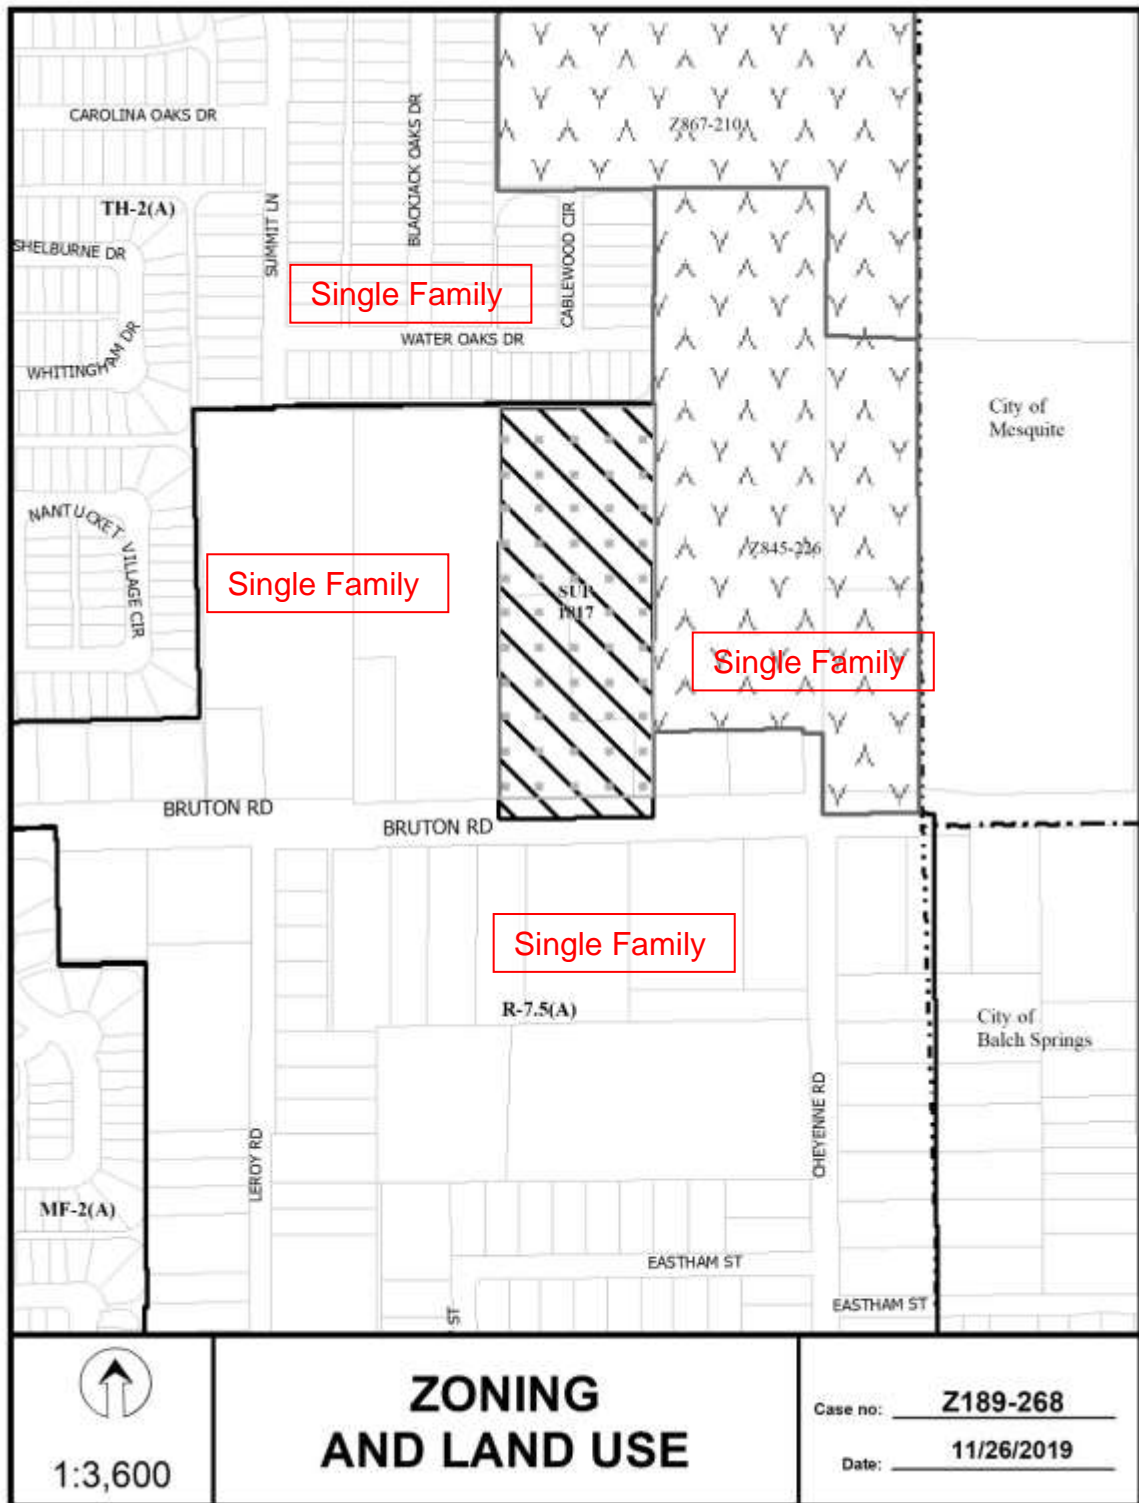 CAROLINA OAKS DR
BLACKJACK OAKS DR
Z867-210
TH-2(A)
SUMMIT LN
CABLEWOOD CIR
SHELBURNE DR
Single Family
WATER OAKS DR
WHITINGHAM DR
City of
Mesquite
NANTUCKET VILLAGE CIR
Z845-226
Single Family
SUP
1817
Single Family
BRUTON RD
BRUTON RD
Single Family
R-7.5(A)
City of
Balch Springs
CHEYENNE RD
LEROY RD
MF-2(A)
EASTHAM ST
EASTHAM ST
ST
1:3,600
ZONING
AND LAND USE
Case no: Z189-268
Date: 11/26/2019